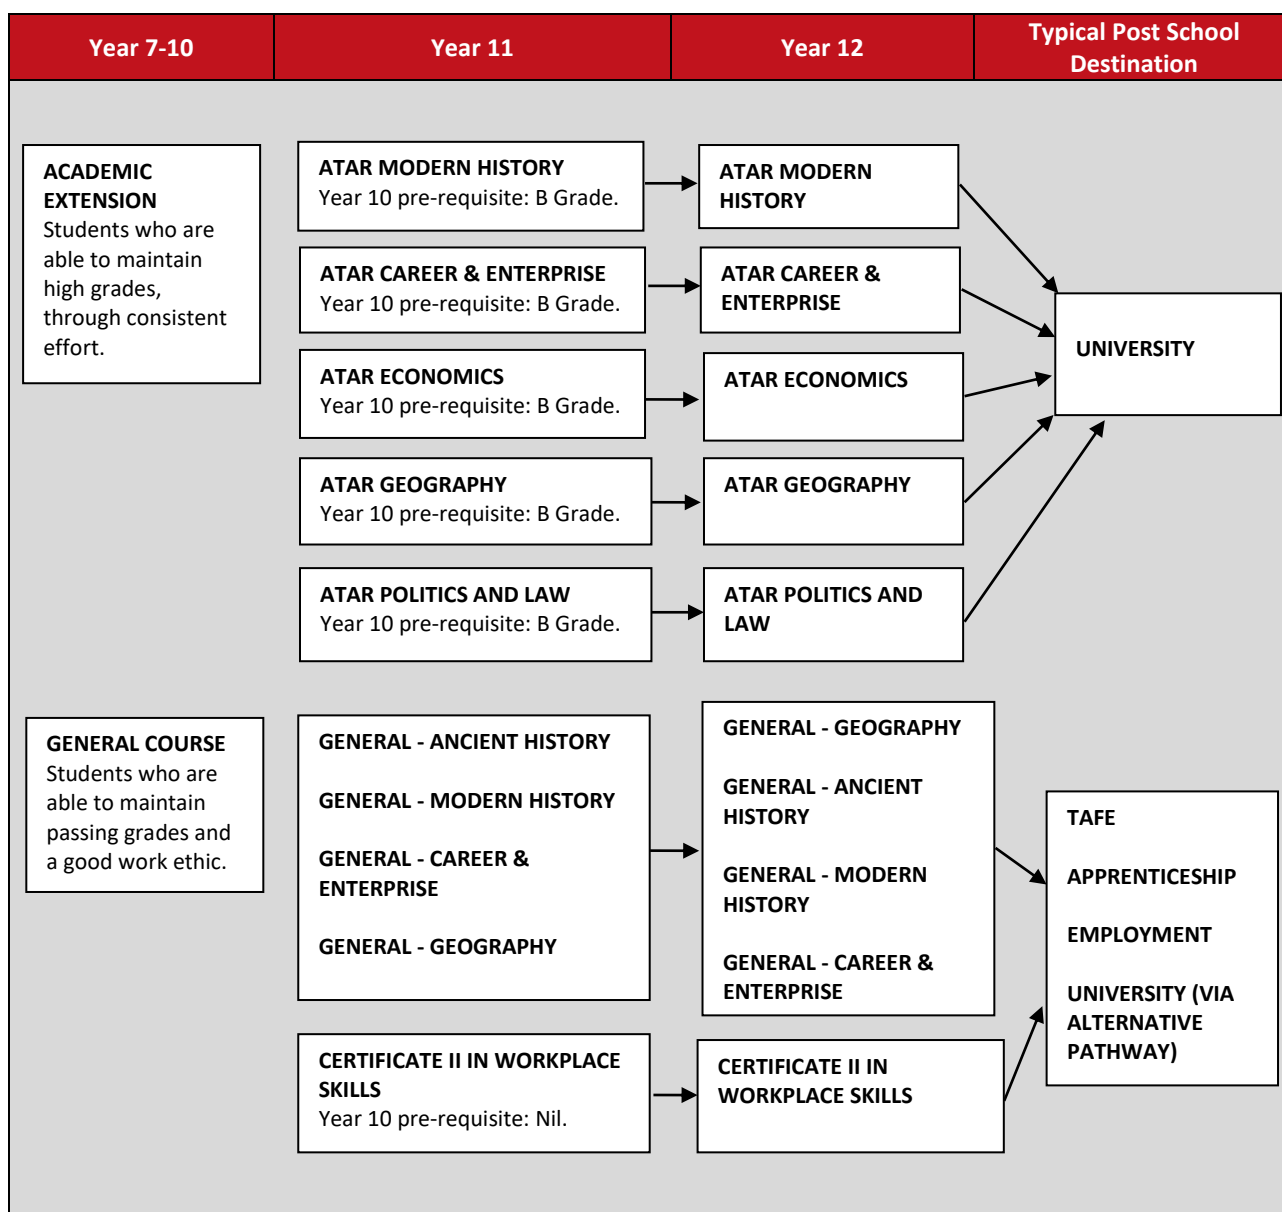 Year 7-10
Year 11
Year 12
Typical Post School
Destination
ACADEMIC
EXTENSION
Students who are
able to maintain
high grades,
through consistent
effort.
ATAR MODERN HISTORY
Year 10 pre-requisite: B Grade.
ATAR MODERN
HISTORY
ATAR CAREER & ENTERPRISE
Year 10 pre-requisite: B Grade.
ATAR CAREER &
ENTERPRISE
ATAR ECONOMICS
Year 10 pre-requisite: B Grade.
ATAR ECONOMICS
ATAR GEOGRAPHY
Year 10 pre-requisite: B Grade.
ATAR GEOGRAPHY
ATAR POLITICS AND LAW
Year 10 pre-requisite: B Grade.
ATAR POLITICS AND
LAW
UNIVERSITY
GENERAL COURSE
Students who are
able to maintain
passing grades and
a good work ethic.
GENERAL - ANCIENT HISTORY
GENERAL - MODERN HISTORY
GENERAL - CAREER &
ENTERPRISE
GENERAL - GEOGRAPHY
GENERAL - GEOGRAPHY
GENERAL - ANCIENT
HISTORY
GENERAL - MODERN
HISTORY
GENERAL - CAREER &
ENTERPRISE
CERTIFICATE II IN WORKPLACE
SKILLS
Year 10 pre-requisite: Nil.
CERTIFICATE II IN
WORKPLACE SKILLS
TAFE
APPRENTICESHIP
EMPLOYMENT
UNIVERSITY (VIA
ALTERNATIVE
PATHWAY)